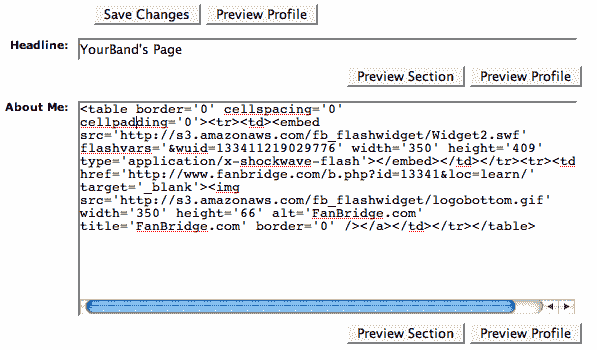 Save Changes Preview Profile
Headline: YourBand's Page
Preview Section Preview Profile
About Me: <table border='0' cellspacing='0'
cellpadding='0'><tr><td><embed
src='http://s3.amazonaws.com/fb_flashwidget/Widget2.swf'
flashvars='&wuid=133411219029776' width='350' height='409'
type='application/x-shockwave-flash'></embed></td></tr><tr><td
href='http://www.fanbridge.com/b.php?id=13341&loc=learn/'
target='_blank'><img
src='http://s3.amazonaws.com/fb_flashwidget/logobottom.gif'
width='350' height='66' alt='FanBridge.com'
title='FanBridge.com' border='0' /></a></td></tr></table>
Preview Section Preview Profile